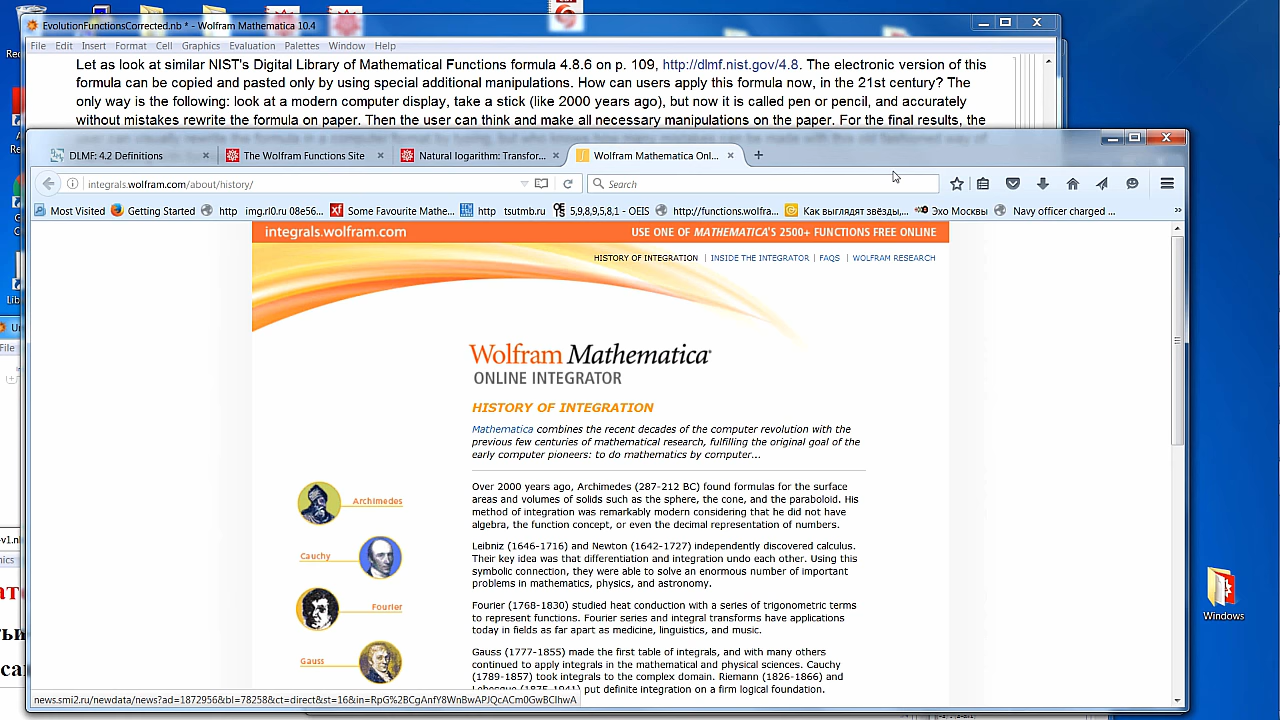 EvolutionFunctionsCorrected.nb * - Wolfram Mathematica 10.4
File Edit Insert Format Cell Graphics Evaluation Palettes Window Help
Let as look at similar NIST's Digital Library of Mathematical Functions formula 4.8.6 on p. 109, http://dlmf.nist.gov/4.8. The electronic version of this
formula can be copied and pasted only by using special additional manipulations. How can users apply this formula now, in the 21st century? The
only way is the following: look at a modern computer display, take a stick (like 2000 years ago), but now it is called pen or pencil, and accurately
without mistakes rewrite the formula on paper. Then the user can think and make all necessary manipulations on the paper. For the final results, the
DLMF: 4.2 Definitions
The Wolfram Functions Site
Natural logarithm: Transfor...
Wolfram Mathematica Onl...
integrals.wolfram.com/about/history/
Search
Most Visited Getting Started http img.rl0.ru 08e56... Some Favourite Mathe... http tsutmb.ru 5,9,8,9,5,8,1 - OEIS http://functions.wolfra... Как выглядят звёзды,... Эхо Москвы Navy officer charged ... »
integrals.wolfram.com
USE ONE OF MATHEMATICA'S 2500+ FUNCTIONS FREE ONLINE
HISTORY OF INTEGRATION | INSIDE THE INTEGRATOR | FAQS | WOLFRAM RESEARCH
Wolfram Mathematica®
ONLINE INTEGRATOR
HISTORY OF INTEGRATION
Mathematica combines the recent decades of the computer revolution with the
previous few centuries of mathematical research, fulfilling the original goal of the
early computer pioneers: to do mathematics by computer...
Over 2000 years ago, Archimedes (287-212 BC) found formulas for the surface
areas and volumes of solids such as the sphere, the cone, and the paraboloid. His
method of integration was remarkably modern considering that he did not have
algebra, the function concept, or even the decimal representation of numbers.
Leibniz (1646-1716) and Newton (1642-1727) independently discovered calculus.
Their key idea was that differentiation and integration undo each other. Using this
symbolic connection, they were able to solve an enormous number of important
problems in mathematics, physics, and astronomy.
Fourier (1768-1830) studied heat conduction with a series of trigonometric terms
to represent functions. Fourier series and integral transforms have applications
today in fields as far apart as medicine, linguistics, and music.
Gauss (1777-1855) made the first table of integrals, and with many others
continued to apply integrals in the mathematical and physical sciences. Cauchy
(1789-1857) took integrals to the complex domain. Riemann (1826-1866) and
put definite integration on a firm logical foundation.
Archimedes
Cauchy
Fourier
Gauss
Windows
File